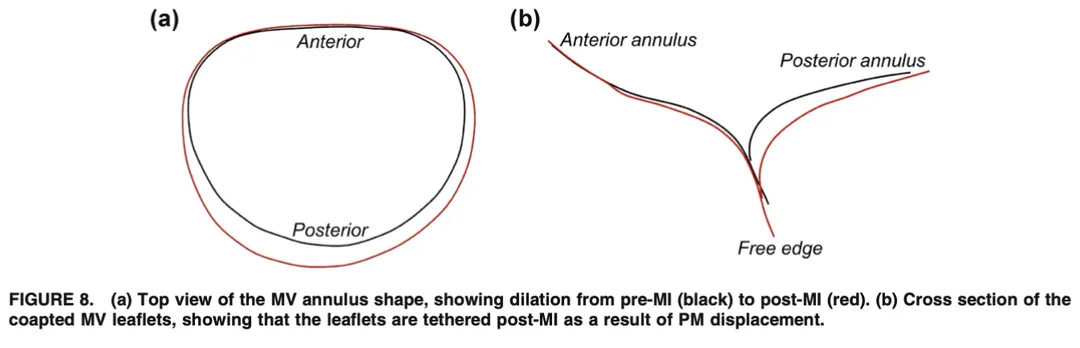 (a)
Anterior
Posterior
(b)
Anterior annulus
Posterior annulus
Free edge
FIGURE 8. (a) Top view of the MV annulus shape, showing dilation from pre-MI (black) to post-MI (red). (b) Cross section of the
coapted MV leaflets, showing that the leaflets are tethered post-MI as a result of PM displacement.